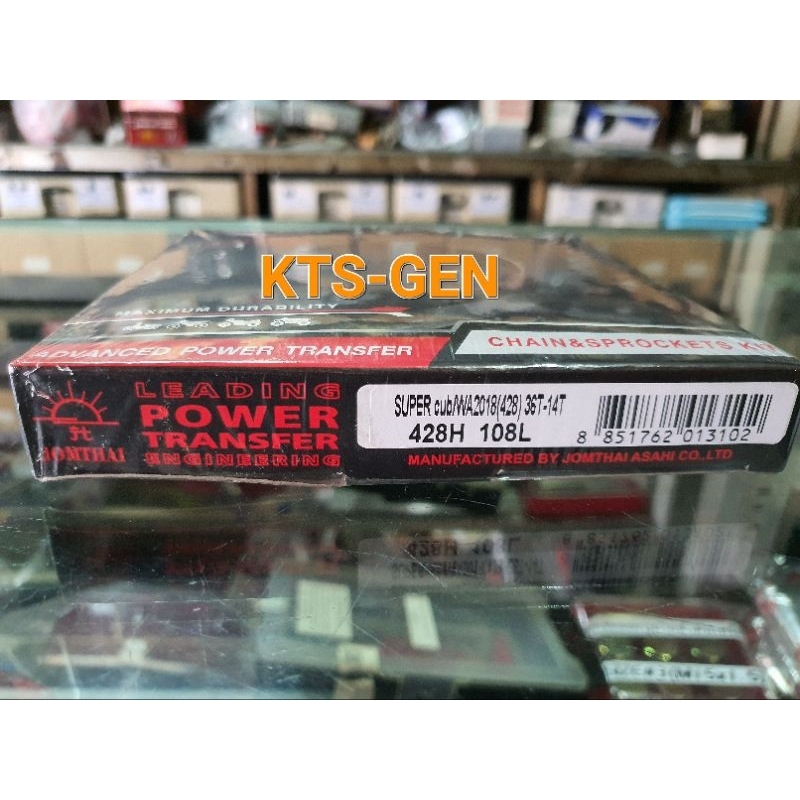 KTS-GEN
MAXIMUM DURABILITY
ADVANCED POWER TRANSFER
CHAIN&SPROCKETS KIT
JOMTHAI
LEADING
POWER
TRANSFER
ENGINEERING
SUPER cub/WA2018(428) 36T-14T
428H 108L
8 851762 013102
MANUFACTURED BY JOMTHAI ASAHI CO.,LTD